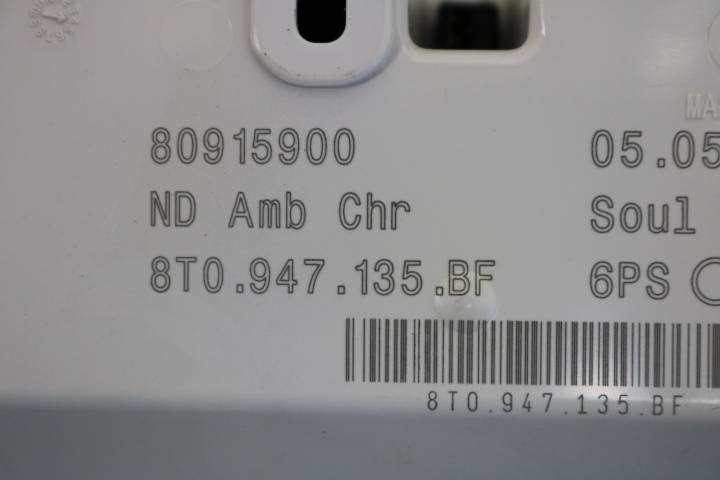 80915900 05.05
ND Amb Chr Soul
8T0.947.135.BF 6PS
8T0.947.135.BF